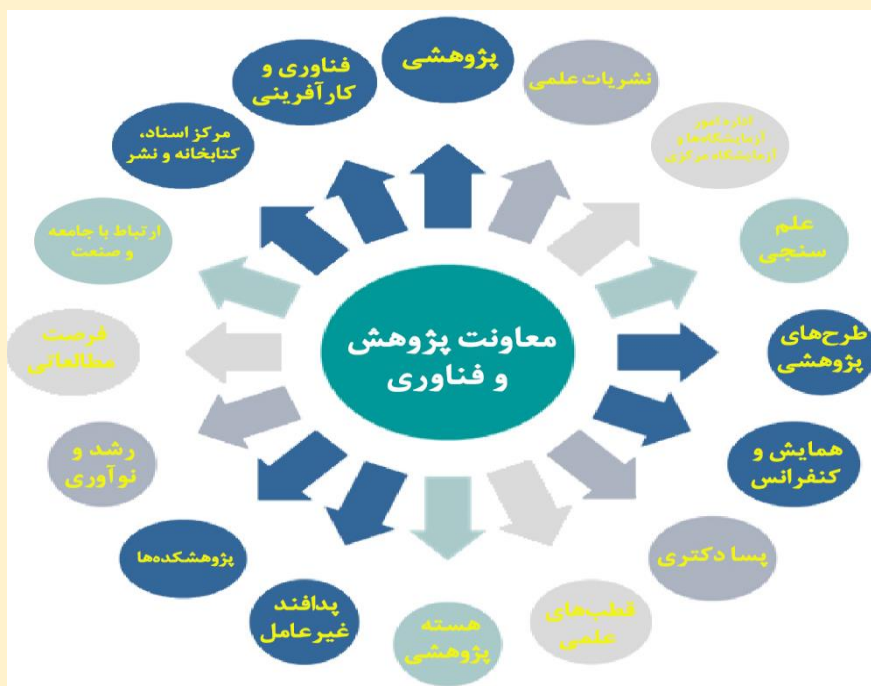 معاونت پژوهش
و فناوری
پژوهشی
نشریات علمی
اداره امور
آزمایشگاه‌ها و
آزمایشگاه مرکزی
علم
سنجی
طرح‌های
پژوهشی
همایش و
کنفرانس
پسا دکتری
قطب‌های
علمی
هسته
پژوهشی
پدافند
غیرعامل
پژوهشکده‌ها
رشد و
نوآوری
فرصت
مطالعاتی
ارتباط با جامعه
و صنعت
مرکز اسناد،
کتابخانه و نشر
فناوری و
کارآفرینی